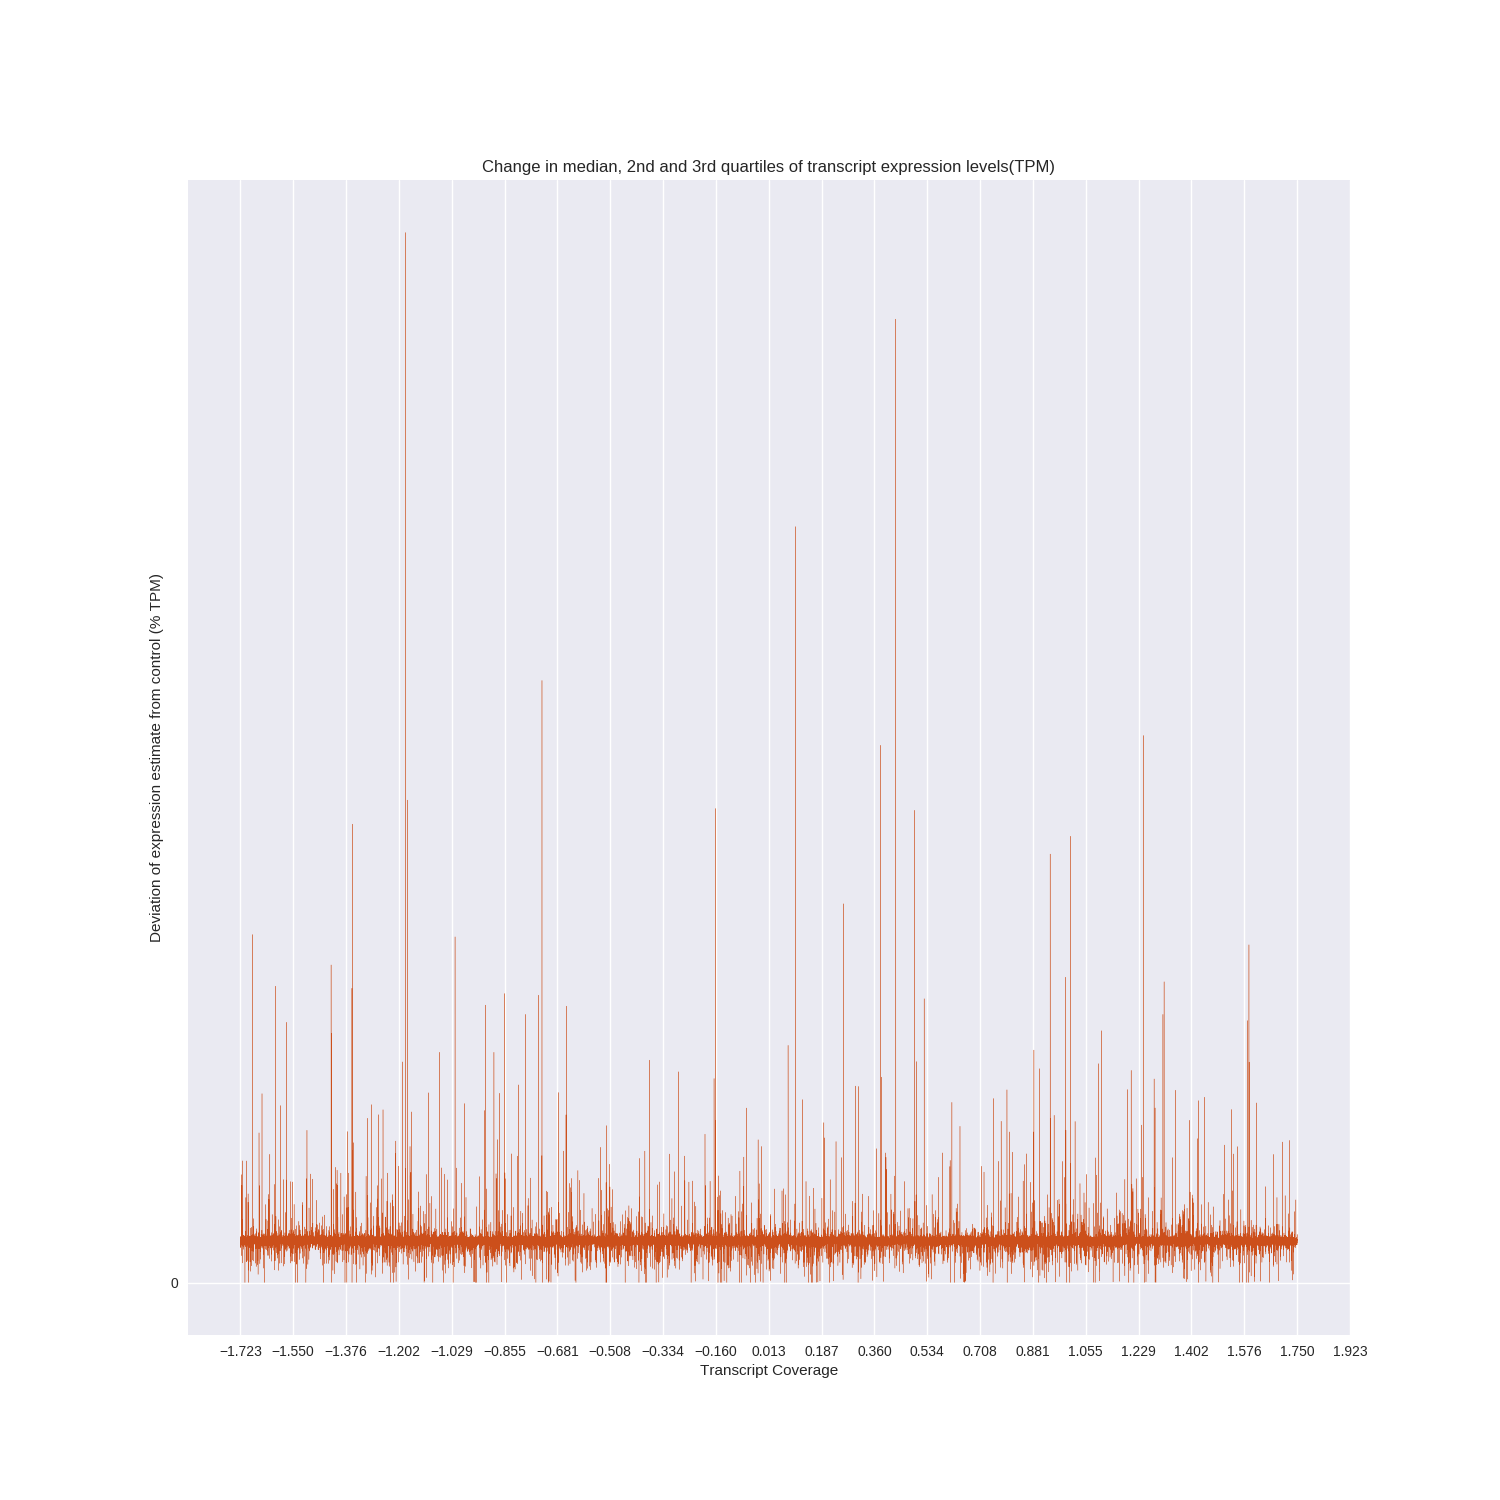 Change in median, 2nd and 3rd quartiles of transcript expression levels(TPM)
Deviation of expression estimate from control (% TPM)
0
−1.723 −1.550 −1.376 −1.202 −1.029 −0.855 −0.681 −0.508 −0.334 −0.160 0.013 0.187 0.360 0.534 0.708 0.881 1.055 1.229 1.402 1.576 1.750 1.923
Transcript Coverage